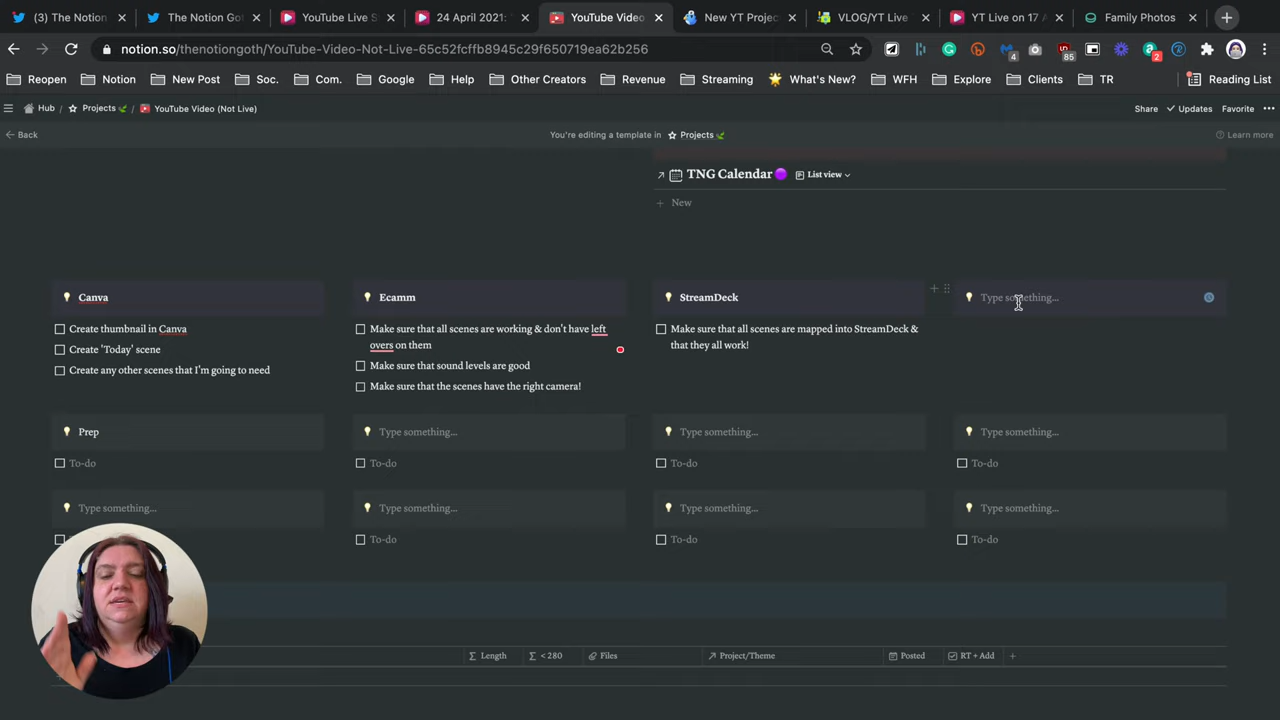 (3) The Notion
The Notion Got
YouTube Live S
24 April 2021:
YouTube Video
New YT Projec
VLOG/YT Live
YT Live on 17 A
Family Photos
notion.so/thenotiongoth/YouTube-Video-Not-Live-65c52fcffb8945c29f650719ea62b256
4
85
2
Reopen
Notion
New Post
Soc.
Com.
Google
Help
Other Creators
Revenue
Streaming
What's New?
WFH
Explore
Clients
TR
Reading List
Hub / Projects / YouTube Video (Not Live)
Share
Updates
Favorite
Back
You're editing a template in Projects
Learn more
TNG Calendar
List view
New
Canva
Ecamm
StreamDeck
Type something...
Create thumbnail in Canva
Create 'Today' scene
Create any other scenes that I'm going to need
Make sure that all scenes are working & don't have left
overs on them
Make sure that sound levels are good
Make sure that the scenes have the right camera!
Make sure that all scenes are mapped into StreamDeck &
that they all work!
Prep
Type something...
Type something...
Type something...
To-do
To-do
To-do
To-do
Type something...
Type something...
Type something...
Type something...
To-do
To-do
To-do
Length
< 280
Files
Project/Theme
Posted
RT + Add